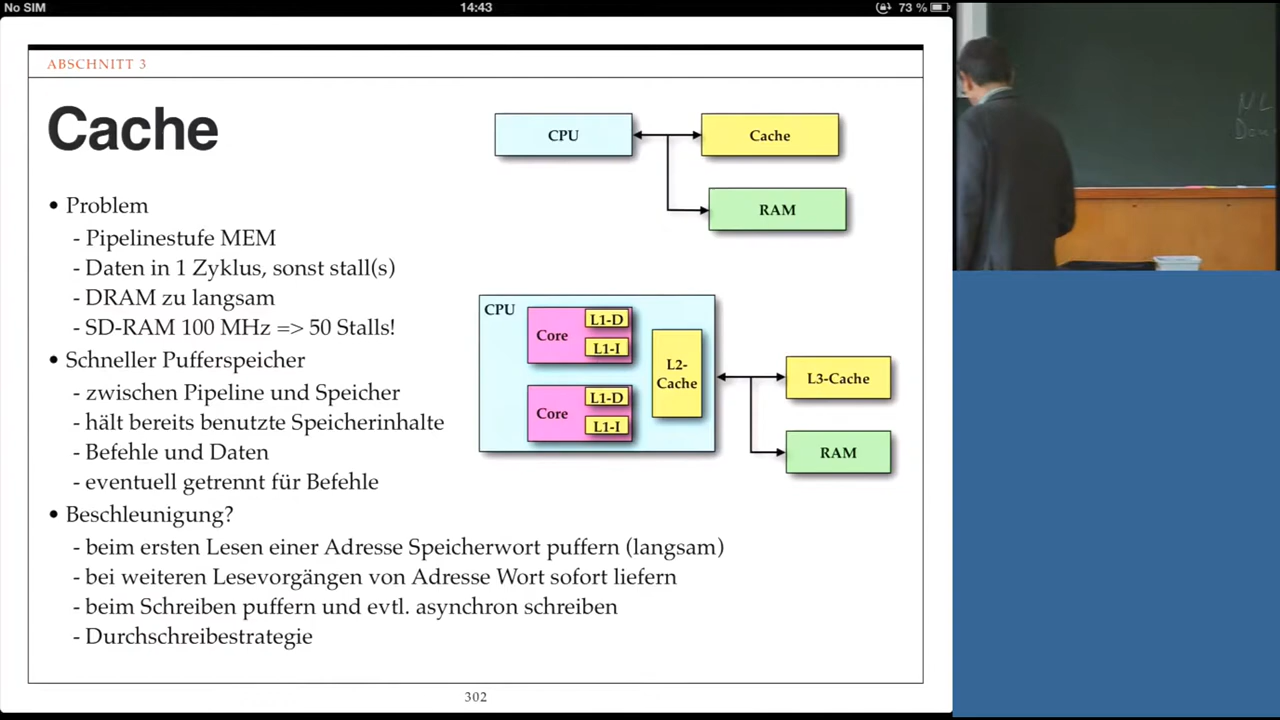 No SIM 14:43 73 %
ABSCHNITT 3
Cache
• Problem
- Pipelinestufe MEM
- Daten in 1 Zyklus, sonst stall(s)
- DRAM zu langsam
- SD-RAM 100 MHz => 50 Stalls!
• Schneller Pufferspeicher
- zwischen Pipeline und Speicher
- hält bereits benutzte Speicherinhalte
- Befehle und Daten
- eventuell getrennt für Befehle
• Beschleunigung?
- beim ersten Lesen einer Adresse Speicherwort puffern (langsam)
- bei weiteren Lesevorgängen von Adresse Wort sofort liefern
- beim Schreiben puffern und evtl. asynchron schreiben
- Durchschreibestrategie
CPU Cache
RAM
CPU
Core L1-D
L1-I
Core L1-D
L1-I
L2-
Cache
L3-Cache
RAM
302